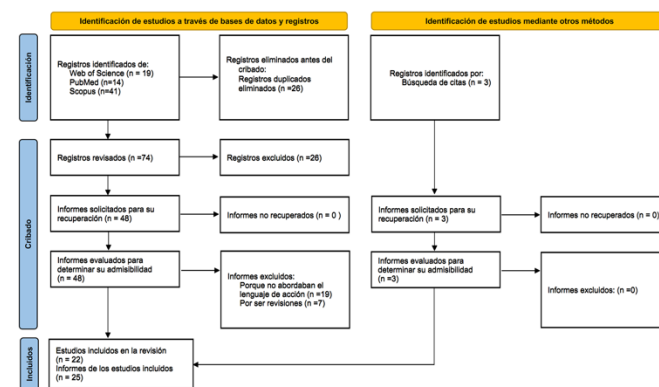 Identificación de estudios a través de bases de datos y registros
Identificación de estudios mediante otros métodos
Identificación
Registros identificados de:
Web of Science (n = 19)
PubMed (n=14)
Scopus (n=41)
Registros eliminados antes del
cribado:
Registros duplicados
eliminados (n =26)
Registros identificados por:
Búsqueda de citas (n = 3)
Cribado
Registros revisados (n =74)
Registros excluidos (n =26)
Informes solicitados para su
recuperación (n = 48)
Informes no recuperados (n = 0 )
Informes solicitados para su
recuperación (n = 3)
Informes no recuperados (n = 0)
Informes evaluados para
determinar su admisibilidad
(n = 48)
Informes excluidos:
Porque no abordaban el
lenguaje de acción (n =19)
Por ser revisiones (n =7)
Informes evaluados para
determinar su admisibilidad
(n =3)
Informes excluidos: (n =0)
Incluidos
Estudios incluidos en la revisión
(n = 22)
Informes de los estudios incluidos
(n = 25)